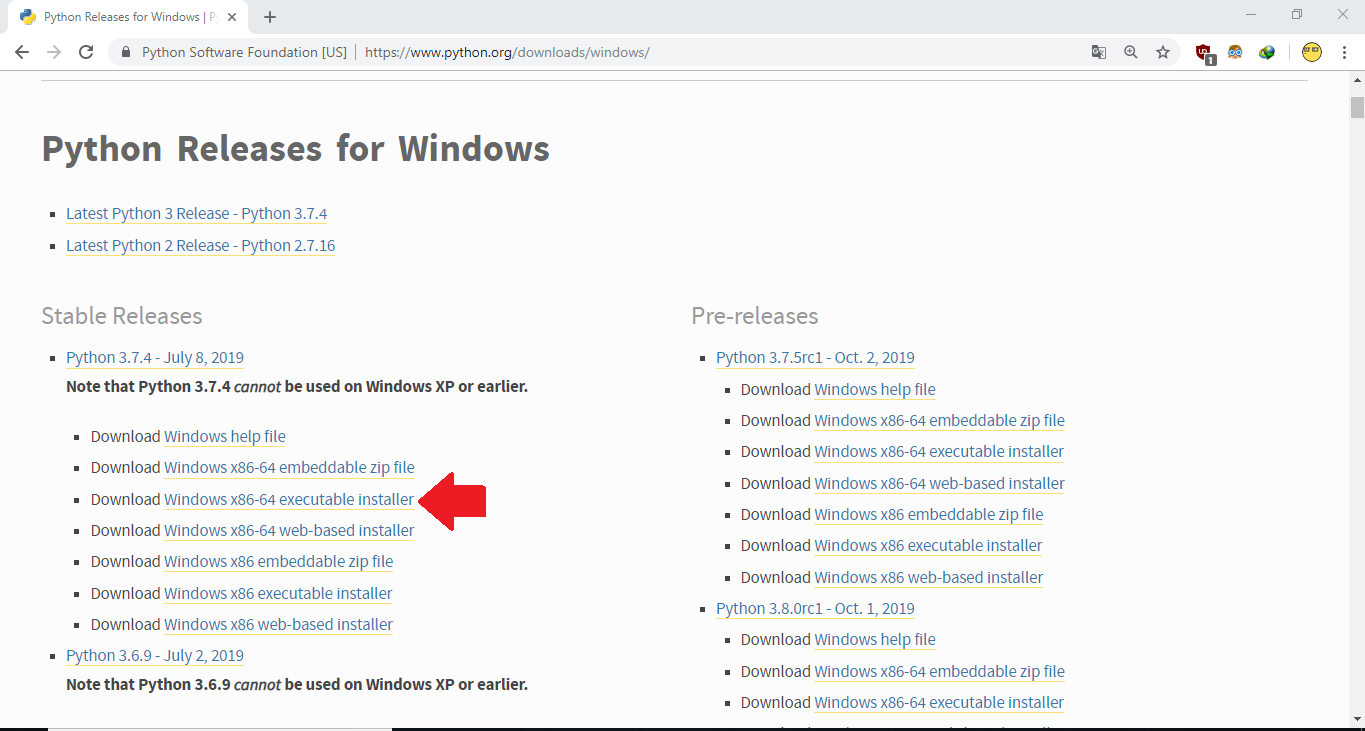 Python Releases for Windows | Py
Python Software Foundation [US] | https://www.python.org/downloads/windows/
1
Python Releases for Windows
Latest Python 3 Release - Python 3.7.4
Latest Python 2 Release - Python 2.7.16
Stable Releases
Python 3.7.4 - July 8, 2019
Note that Python 3.7.4 cannot be used on Windows XP or earlier.
Download Windows help file
Download Windows x86-64 embeddable zip file
Download Windows x86-64 executable installer
Download Windows x86-64 web-based installer
Download Windows x86 embeddable zip file
Download Windows x86 executable installer
Download Windows x86 web-based installer
Python 3.6.9 - July 2, 2019
Note that Python 3.6.9 cannot be used on Windows XP or earlier.
Pre-releases
Python 3.7.5rc1 - Oct. 2, 2019
Download Windows help file
Download Windows x86-64 embeddable zip file
Download Windows x86-64 executable installer
Download Windows x86-64 web-based installer
Download Windows x86 embeddable zip file
Download Windows x86 executable installer
Download Windows x86 web-based installer
Python 3.8.0rc1 - Oct. 1, 2019
Download Windows help file
Download Windows x86-64 embeddable zip file
Download Windows x86-64 executable installer